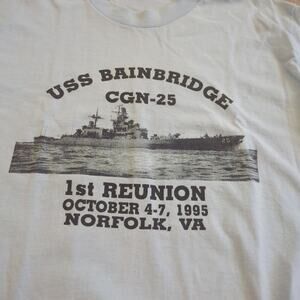 USS BAINBRIDGE
CGN-25
1st REUNION
OCTOBER 4-7, 1995
NORFOLK, VA